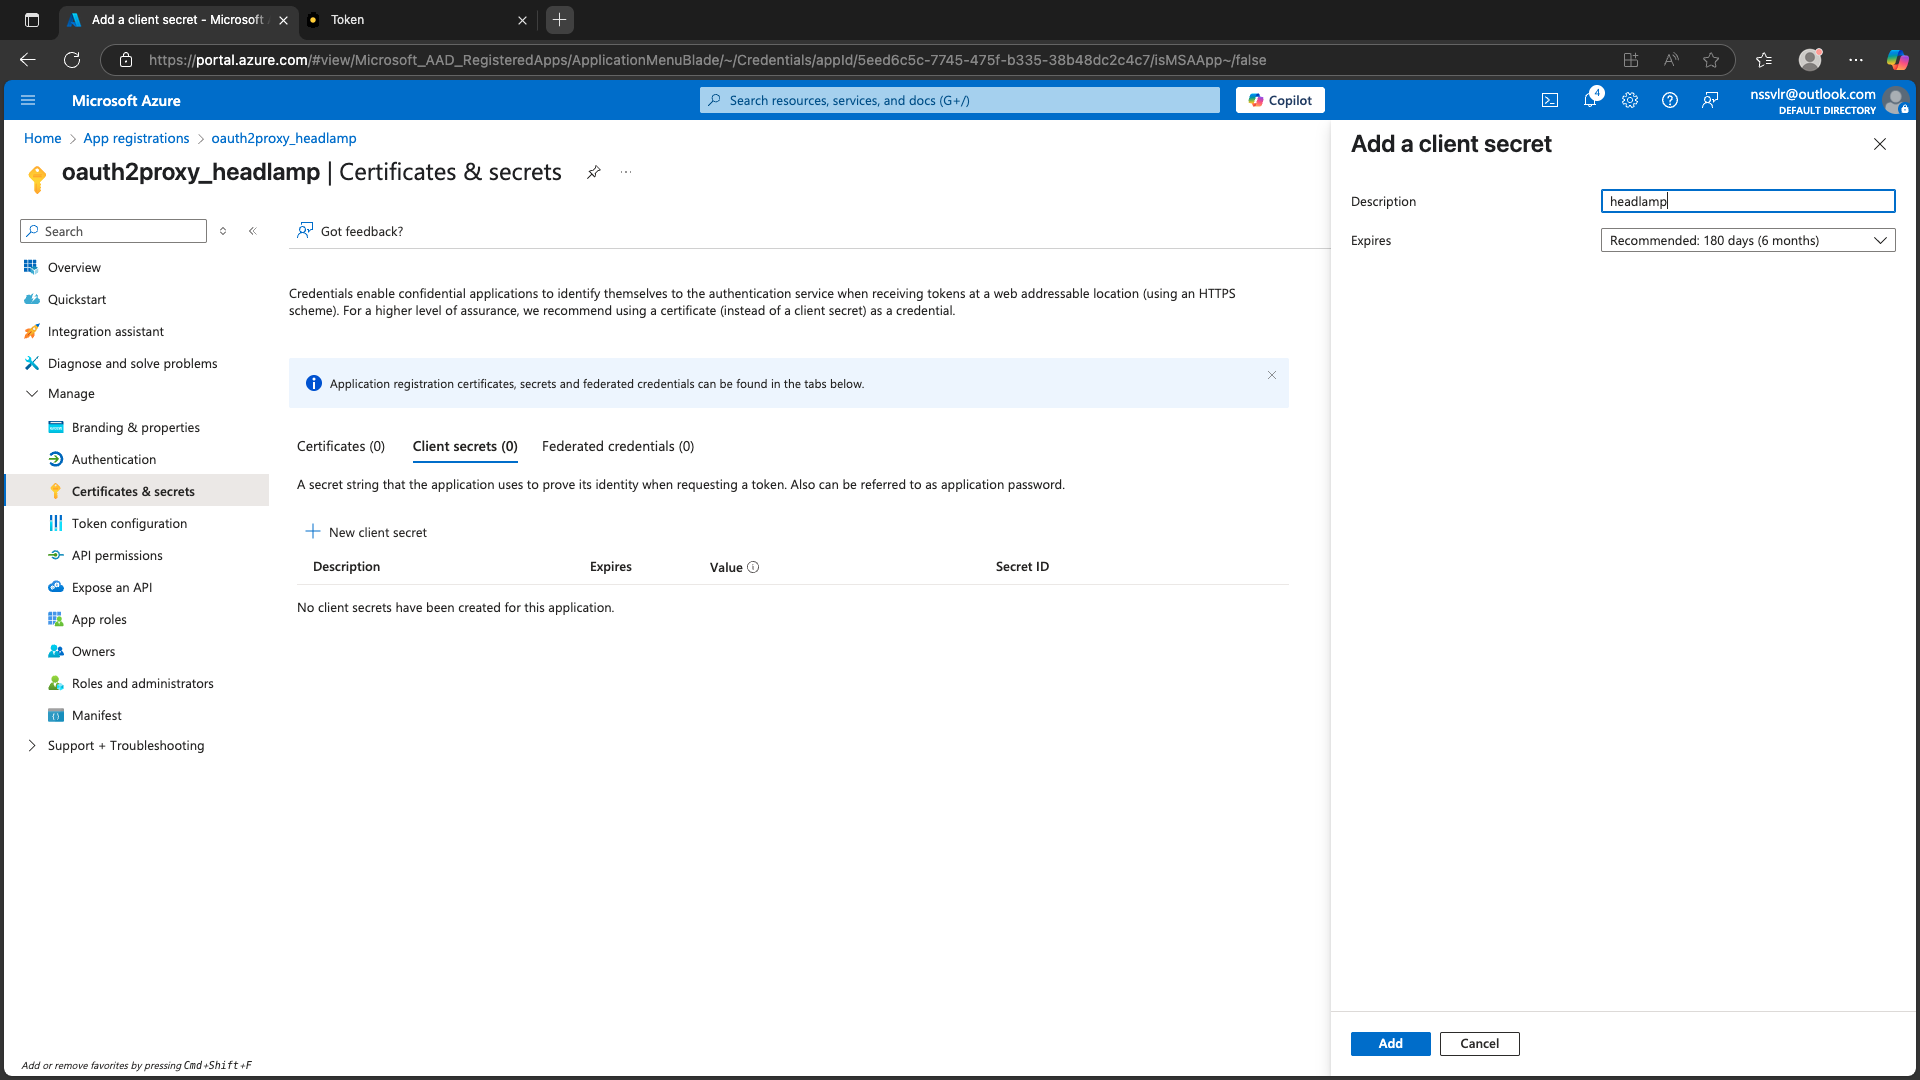 Add a client secret - Microsoft
Token
https://portal.azure.com/#view/Microsoft_AAD_RegisteredApps/ApplicationMenuBlade/~/Credentials/appId/5eed6c5c-7745-475f-b335-38b48dc2c4c7/isMSAApp~/false
Microsoft Azure
Search resources, services, and docs (G+/)
Copilot
4
nssvlr@outlook.com
DEFAULT DIRECTORY
Home
App registrations
oauth2proxy_headlamp
oauth2proxy_headlamp | Certificates & secrets
Search
Overview
Quickstart
Integration assistant
Diagnose and solve problems
Manage
Branding & properties
Authentication
Certificates & secrets
Token configuration
API permissions
Expose an API
App roles
Owners
Roles and administrators
Manifest
Support + Troubleshooting
Add or remove favorites by pressing Cmd+Shift+F
Got feedback?
Credentials enable confidential applications to identify themselves to the authentication service when receiving tokens at a web addressable location (using an HTTPS
scheme). For a higher level of assurance, we recommend using a certificate (instead of a client secret) as a credential.
Application registration certificates, secrets and federated credentials can be found in the tabs below.
Certificates (0)
Client secrets (0)
Federated credentials (0)
A secret string that the application uses to prove its identity when requesting a token. Also can be referred to as application password.
New client secret
Description
Expires
Value
Secret ID
No client secrets have been created for this application.
Add a client secret
Description
headlamp
Expires
Recommended: 180 days (6 months)
Add
Cancel